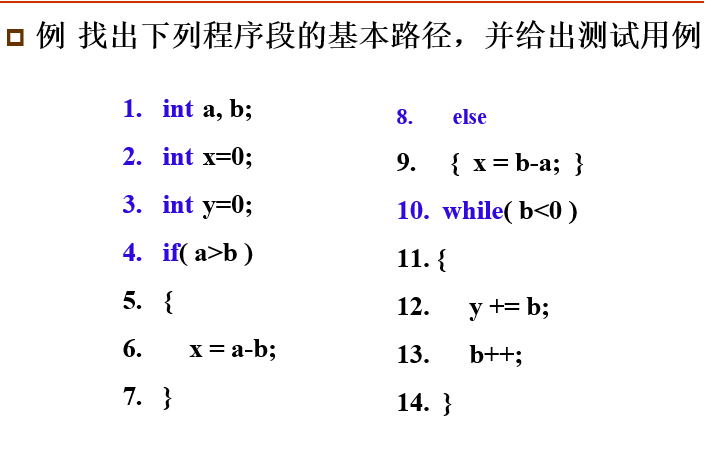 例 找出下列程序段的基本路径，并给出测试用例
1. int a, b;
2. int x=0;
3. int y=0;
4. if( a>b )
5. {
6. x = a-b;
7. }
8. else
9. { x = b-a; }
10. while( b<0 )
11. {
12. y += b;
13. b++;
14. }